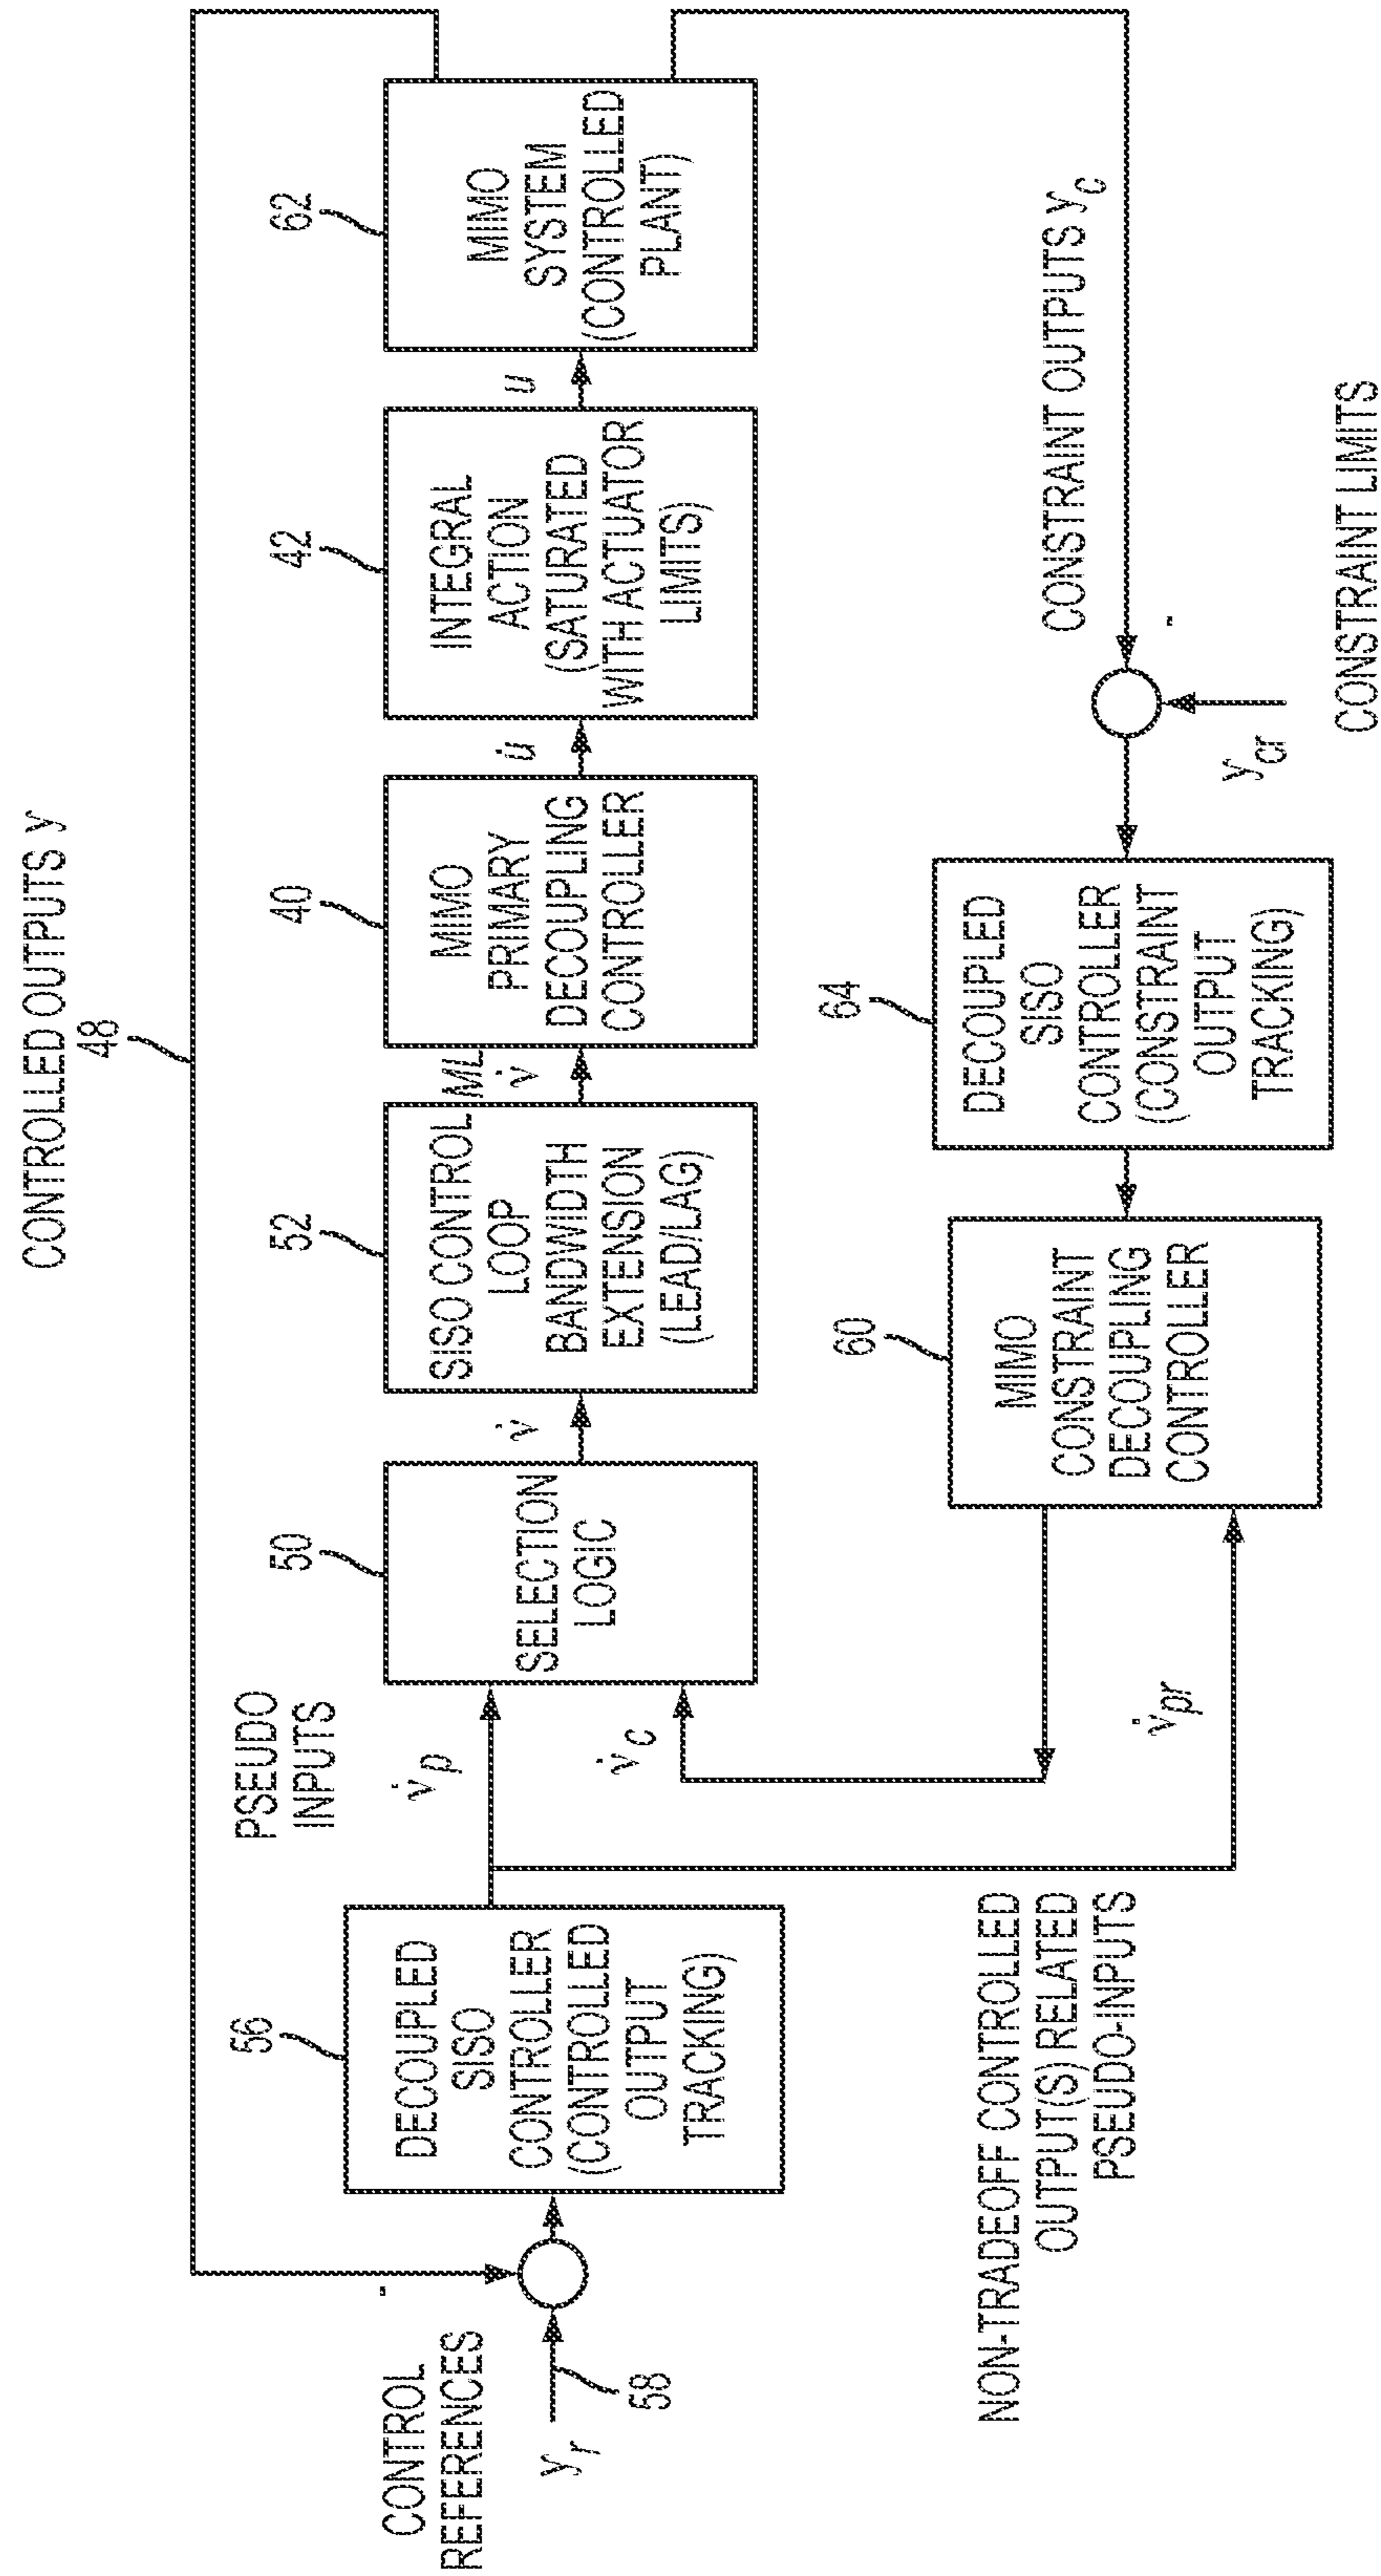 CONTROLLED OUTPUTS y
48
CONTROL
REFERENCES
yr
58
56
DECOUPLED
SISO
CONTROLLER
(CONTROLLED
OUTPUT
TRACKING)
PSEUDO
INPUTS
v̇p
v̇c
50
SELECTION
LOGIC
v̇
52
SISO CONTROL
LOOP
BANDWIDTH
EXTENSION
(LEAD/LAG)
ML
v̇
40
MIMO
PRIMARY
DECOUPLING
CONTROLLER
u̇
42
INTEGRAL
ACTION
(SATURATED
WITH ACTUATOR
LIMITS)
u
62
MIMO
SYSTEM
(CONTROLLED
PLANT)
NON-TRADEOFF CONTROLLED
OUTPUT(S) RELATED
PSEUDO-INPUTS
v̇pr
60
MIMO
CONSTRAINT
DECOUPLING
CONTROLLER
64
DECOUPLED
SISO
CONTROLLER
(CONSTRAINT
OUTPUT
TRACKING)
CONSTRAINT OUTPUTS yc
-
-
ycr
CONSTRAINT LIMITS